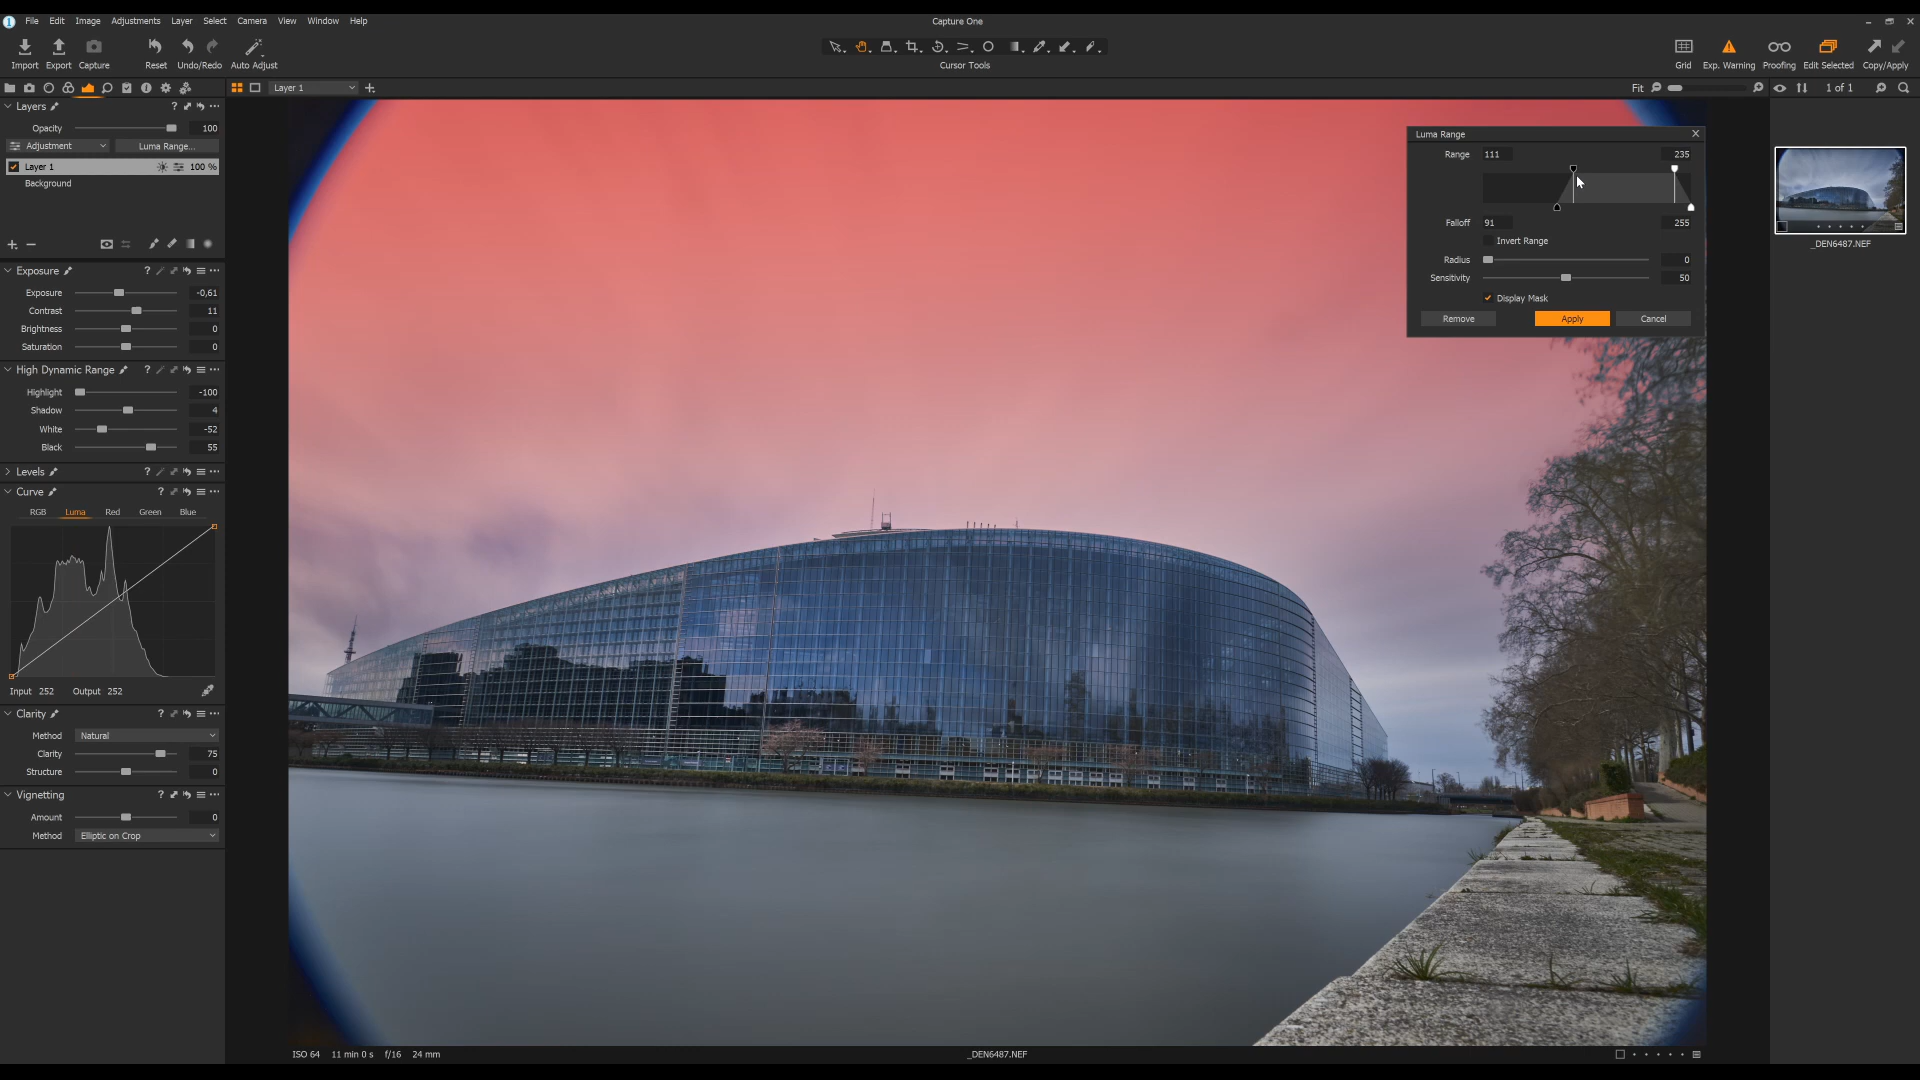 File Edit Image Adjustments Layer Select Camera View Window Help
Capture One
Import Export Capture Reset Undo/Redo Auto Adjust
Cursor Tools
Grid Exp. Warning Proofing Edit Selected Copy/Apply
Layer 1
Fit
1 of 1
Layers
Opacity 100
Adjustment Luma Range...
Layer 1 100 %
Background
Exposure
Exposure -0,61
Contrast 11
Brightness 0
Saturation 0
High Dynamic Range
Highlight -100
Shadow 4
White -52
Black 55
Levels
Curve
RGB Luma Red Green Blue
Input 252 Output 252
Clarity
Method Natural
Clarity 75
Structure 0
Vignetting
Amount 0
Method Elliptic on Crop
Luma Range
Range 111 235
Falloff 91 255
Invert Range
Radius 0
Sensitivity 50
Display Mask
Remove Apply Cancel
_DEN6487.NEF
ISO 64 11 min 0 s f/16 24 mm
_DEN6487.NEF